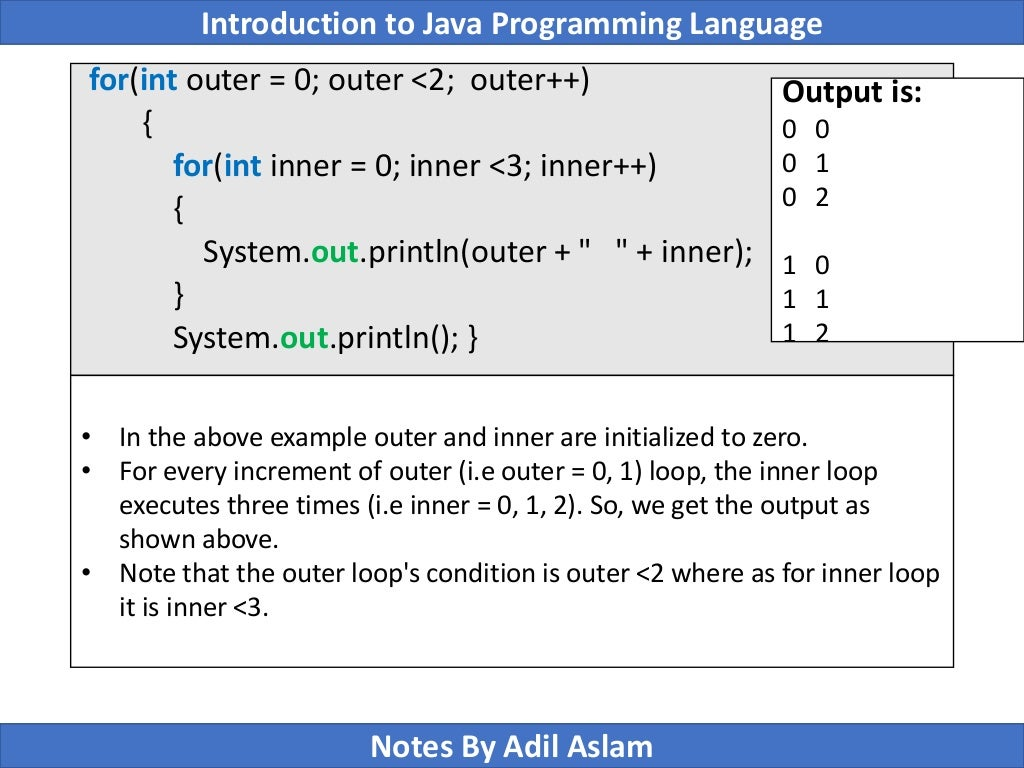 Introduction to Java Programming Language
for(int outer = 0; outer <2;  outer++)
{
for(int inner = 0; inner <3; inner++)
{
System.out.println(outer + "   " + inner);
}
System.out.println(); }
Output is:
0  0
0  1
0  2
1  0
1  1
1  2
• In the above example outer and inner are initialized to zero.
• For every increment of outer (i.e outer = 0, 1) loop, the inner loop
executes three times (i.e inner = 0, 1, 2). So, we get the output as
shown above.
• Note that the outer loop's condition is outer <2 where as for inner loop
it is inner <3.
Notes By Adil Aslam